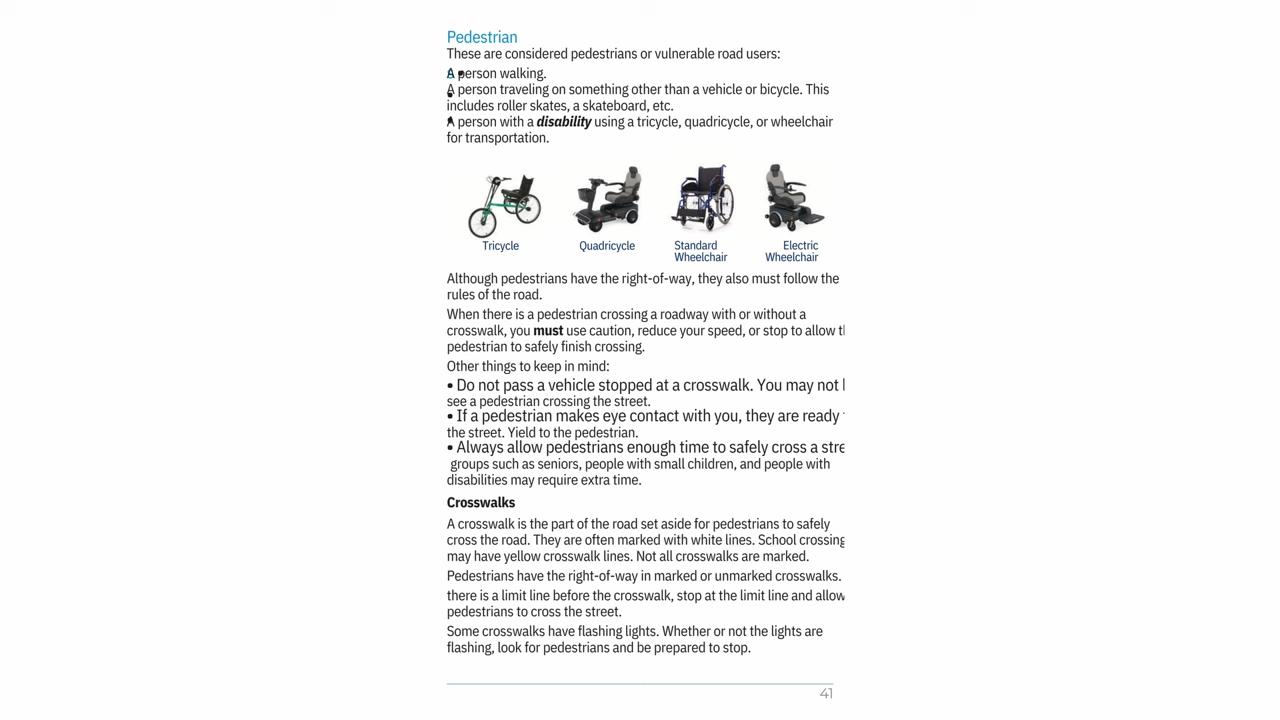 Pedestrian
These are considered pedestrians or vulnerable road users:
A person walking.
A person traveling on something other than a vehicle or bicycle. This
includes roller skates, a skateboard, etc.
A person with a disability using a tricycle, quadricycle, or wheelchair
for transportation.
Tricycle
Quadricycle
Standard
Wheelchair
Electric
Wheelchair
Although pedestrians have the right-of-way, they also must follow the
rules of the road.
When there is a pedestrian crossing a roadway with or without a
crosswalk, you must use caution, reduce your speed, or stop to allow
pedestrian to safely finish crossing.
Other things to keep in mind:
• Do not pass a vehicle stopped at a crosswalk. You may not
see a pedestrian crossing the street.
• If a pedestrian makes eye contact with you, they are ready
the street. Yield to the pedestrian.
• Always allow pedestrians enough time to safely cross a
groups such as seniors, people with small children, and people with
disabilities may require extra time.
Crosswalks
A crosswalk is the part of the road set aside for pedestrians to safely
cross the road. They are often marked with white lines. School crossing
may have yellow crosswalk lines. Not all crosswalks are marked.
Pedestrians have the right-of-way in marked or unmarked crosswalks.
there is a limit line before the crosswalk, stop at the limit line and allow
pedestrians to cross the street.
Some crosswalks have flashing lights. Whether or not the lights are
flashing, look for pedestrians and be prepared to stop.
41